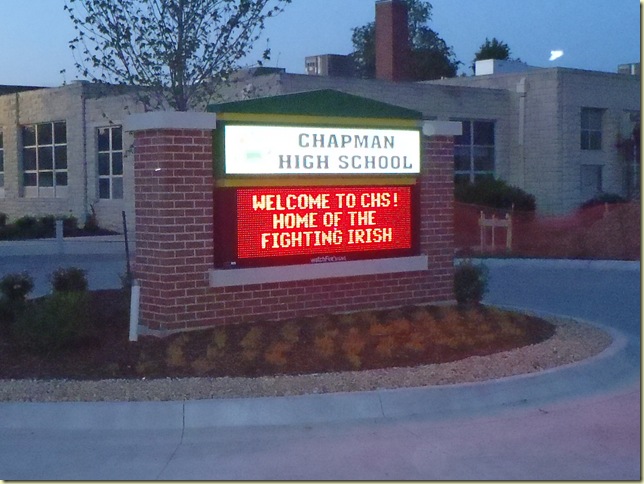 CHAPMAN
HIGH SCHOOL
WELCOME TO CHS!
HOME OF THE
FIGHTING IRISH